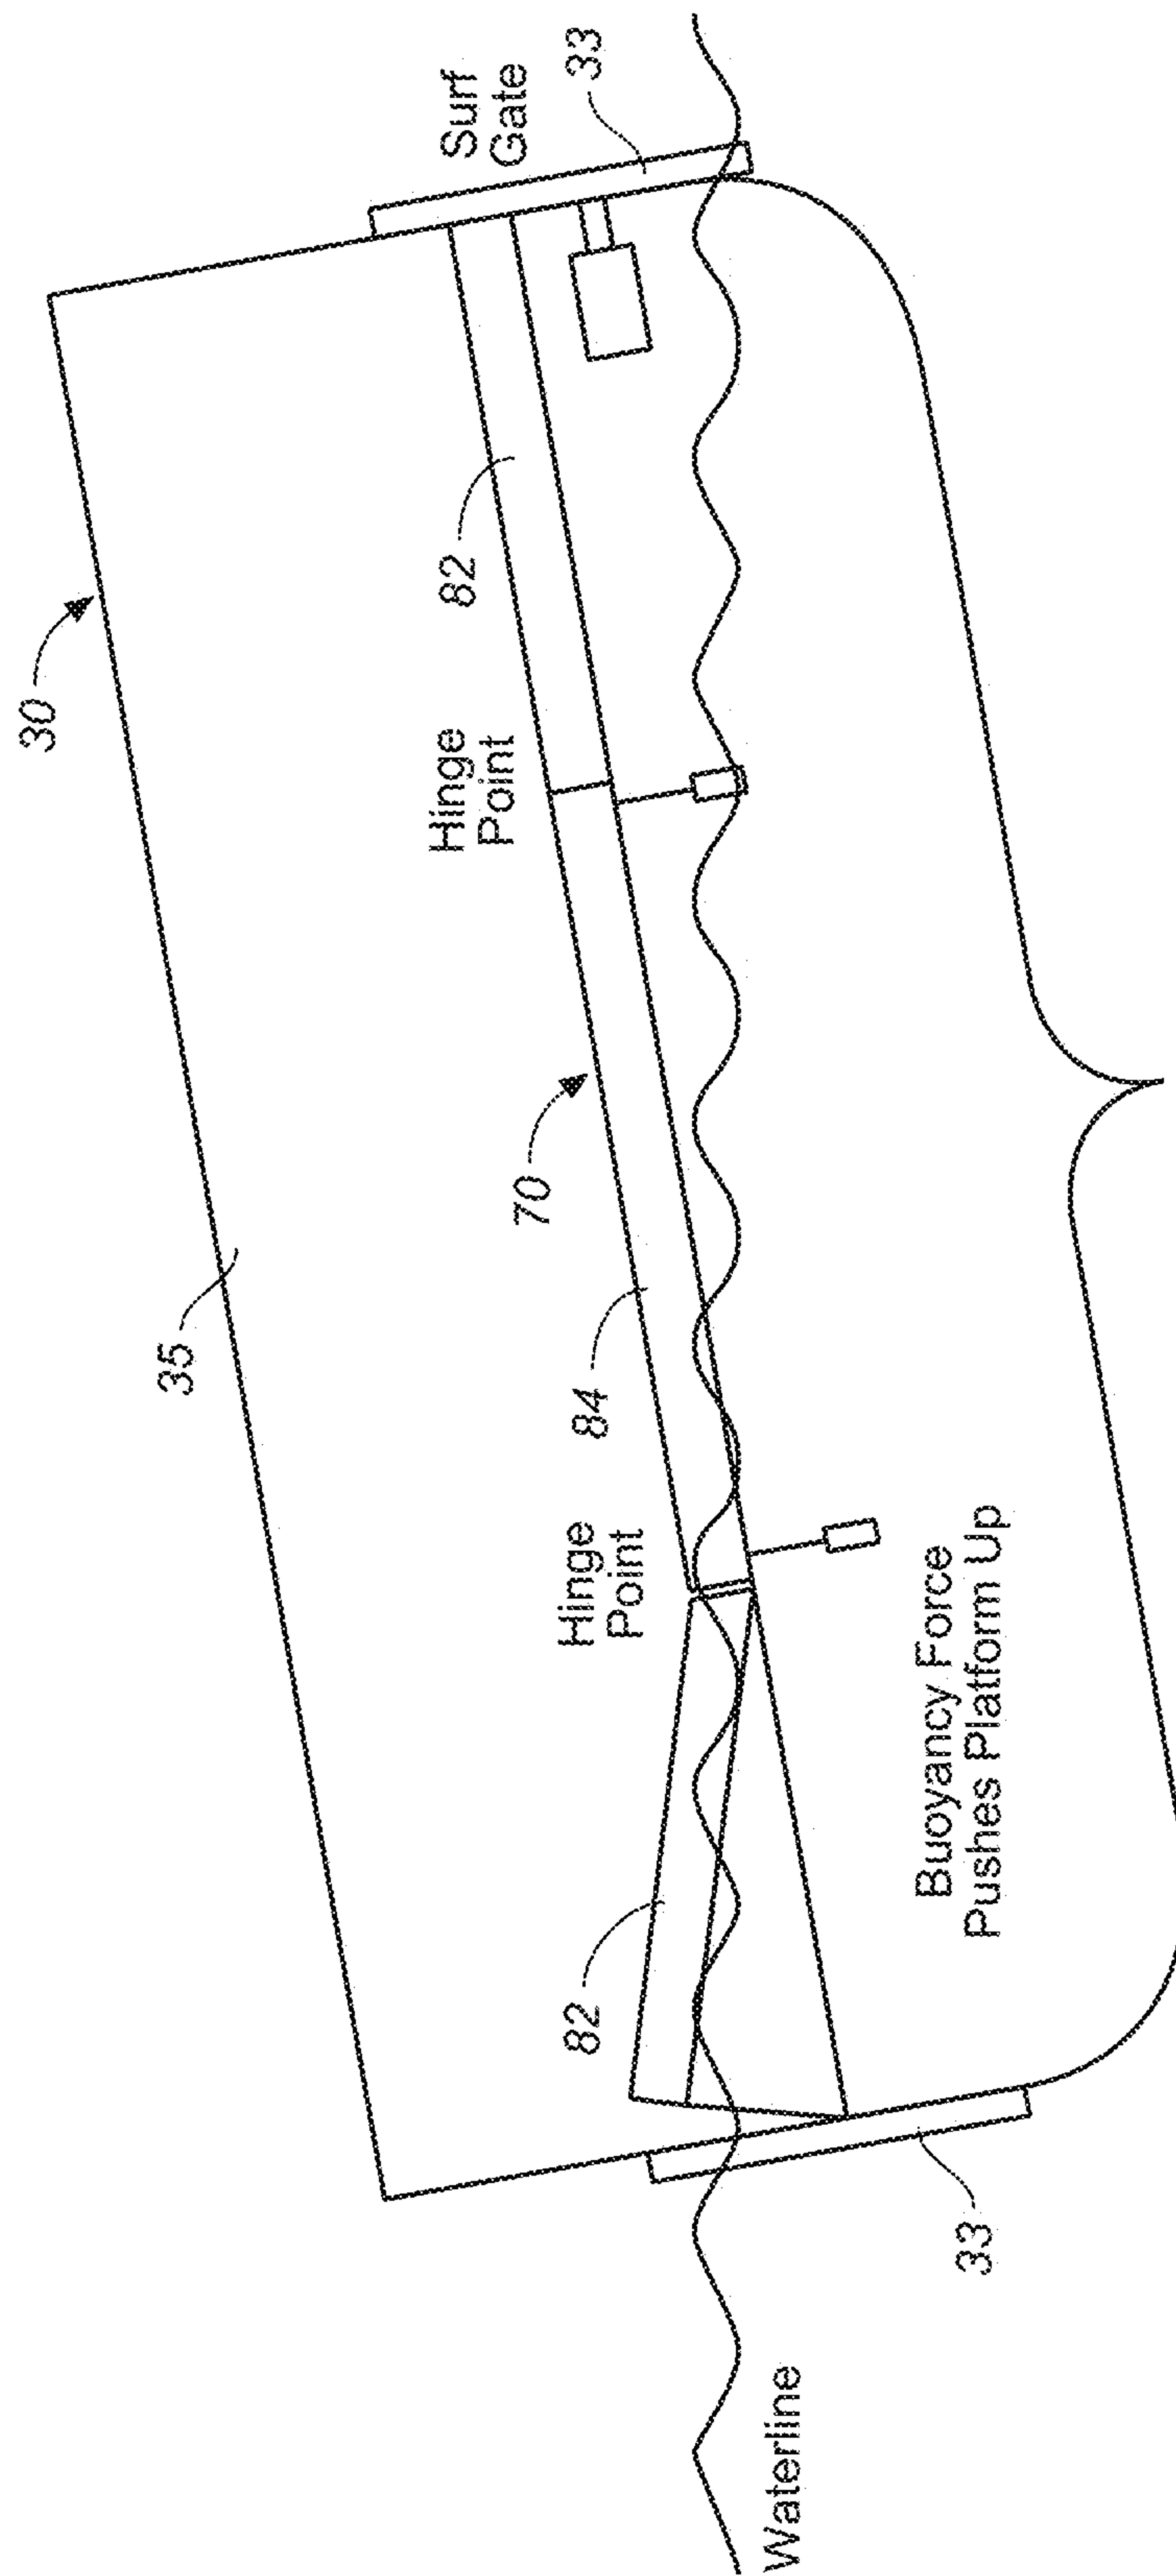 30
Surf
Gate
33
82
Hinge
Point
70
35
84
Hinge
Point
82
Buoyancy Force
Pushes Platform Up
33
Waterline